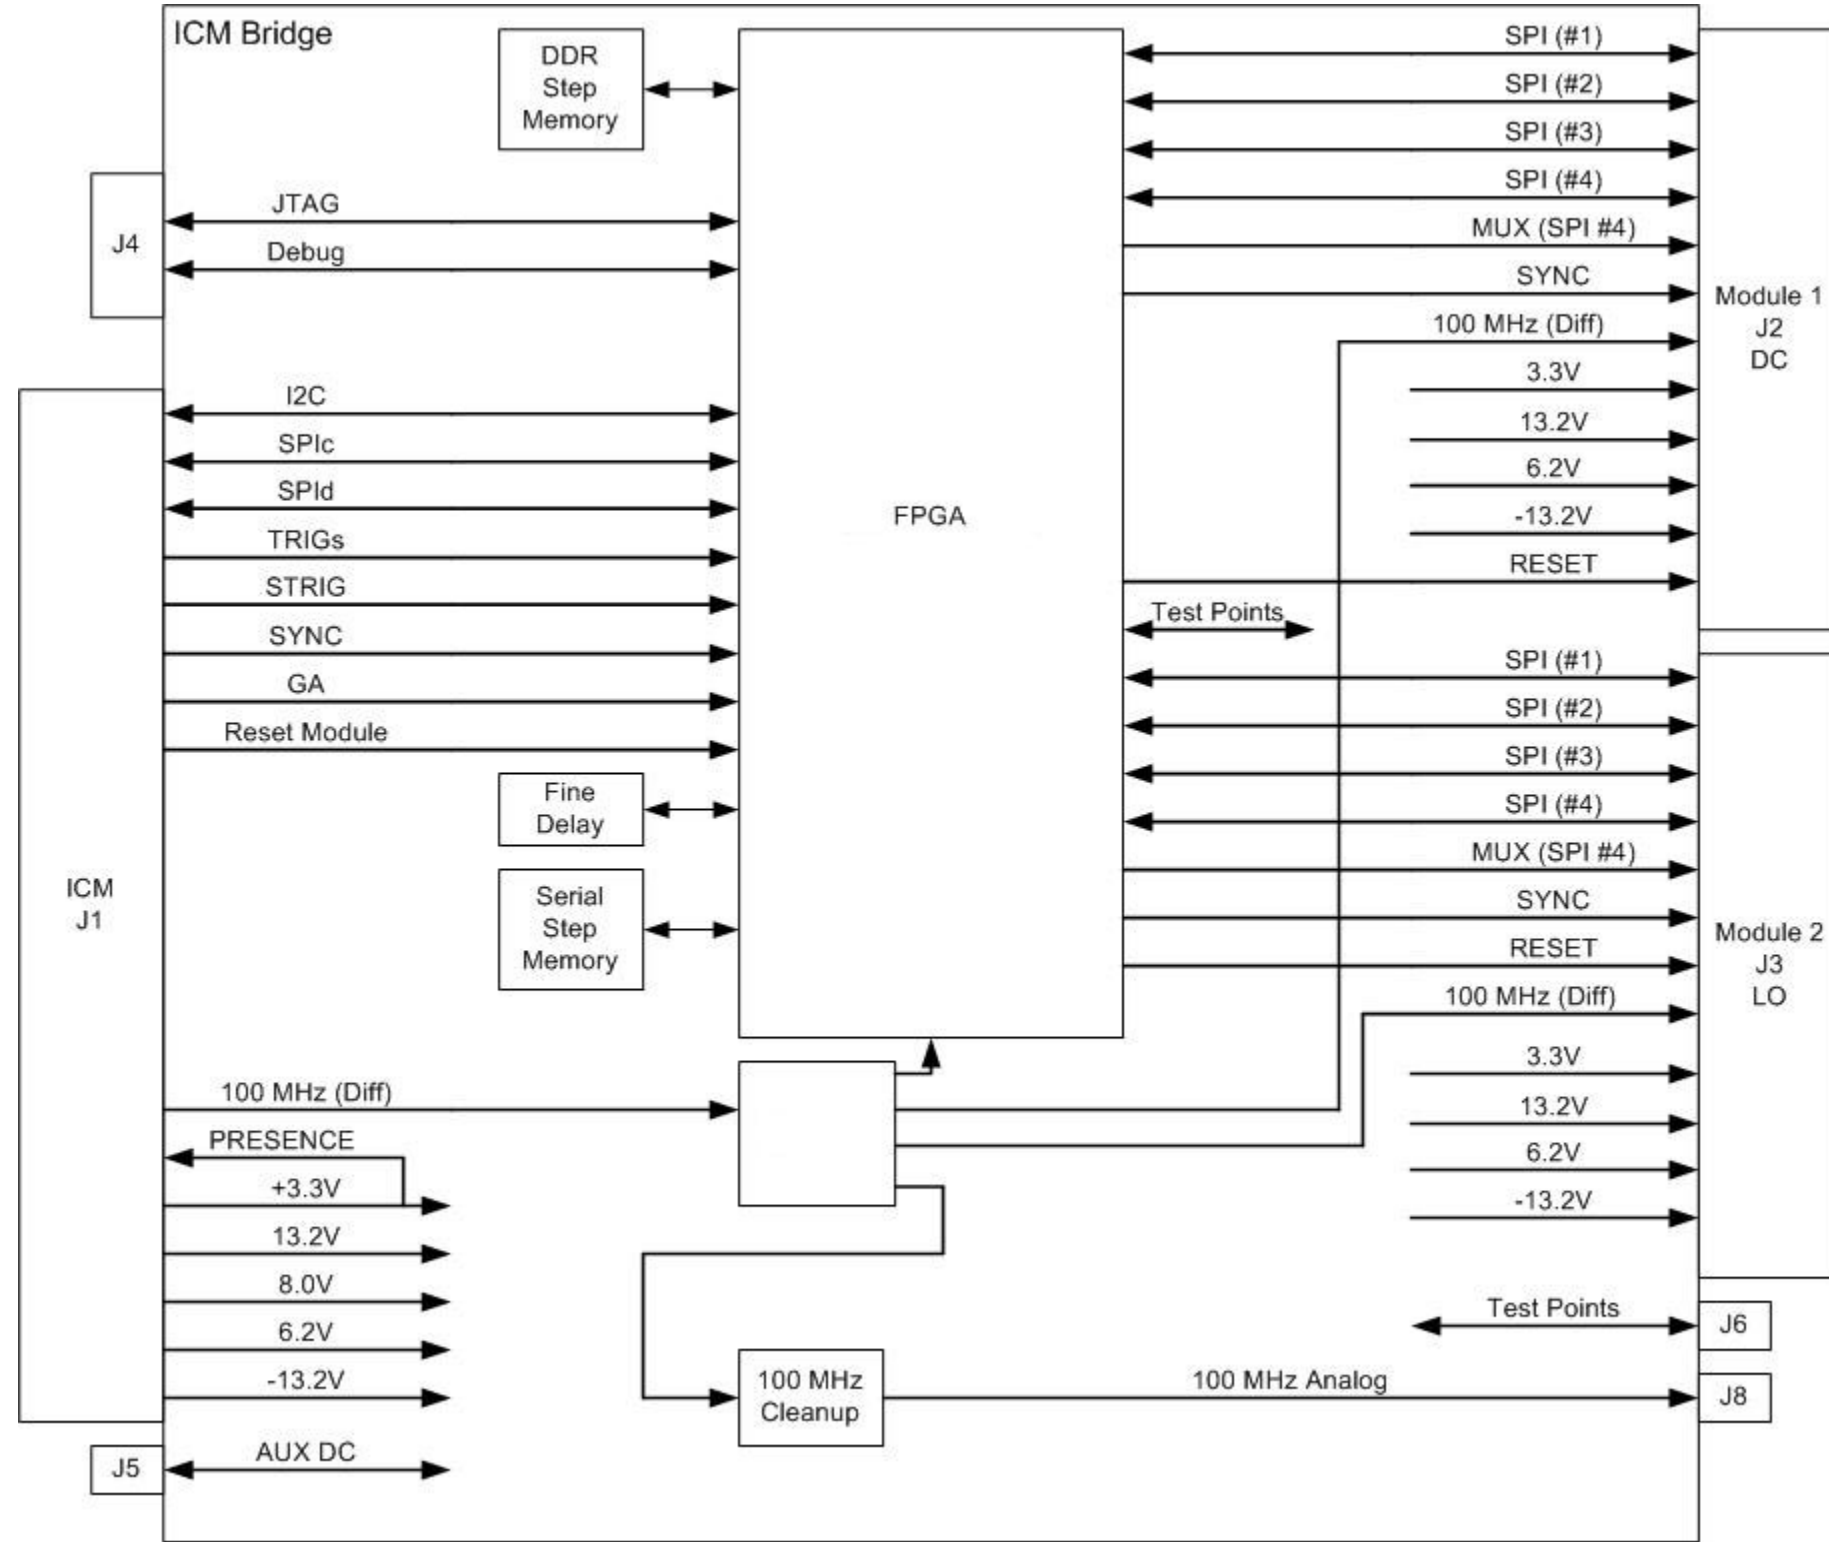 ICM Bridge
DDR
Step
Memory
J4
JTAG
Debug
ICM
J1
I2C
SPIc
SPId
TRIGs
STRIG
SYNC
GA
Reset Module
Fine
Delay
Serial
Step
Memory
100 MHz (Diff)
PRESENCE
+3.3V
13.2V
8.0V
6.2V
-13.2V
J5
AUX DC
FPGA
100 MHz
Cleanup
SPI (#1)
SPI (#2)
SPI (#3)
SPI (#4)
MUX (SPI #4)
SYNC
100 MHz (Diff)
3.3V
13.2V
6.2V
-13.2V
RESET
Module 1
J2
DC
Test Points
SPI (#1)
SPI (#2)
SPI (#3)
SPI (#4)
MUX (SPI #4)
SYNC
RESET
100 MHz (Diff)
3.3V
13.2V
6.2V
-13.2V
Module 2
J3
LO
Test Points
J6
100 MHz Analog
J8